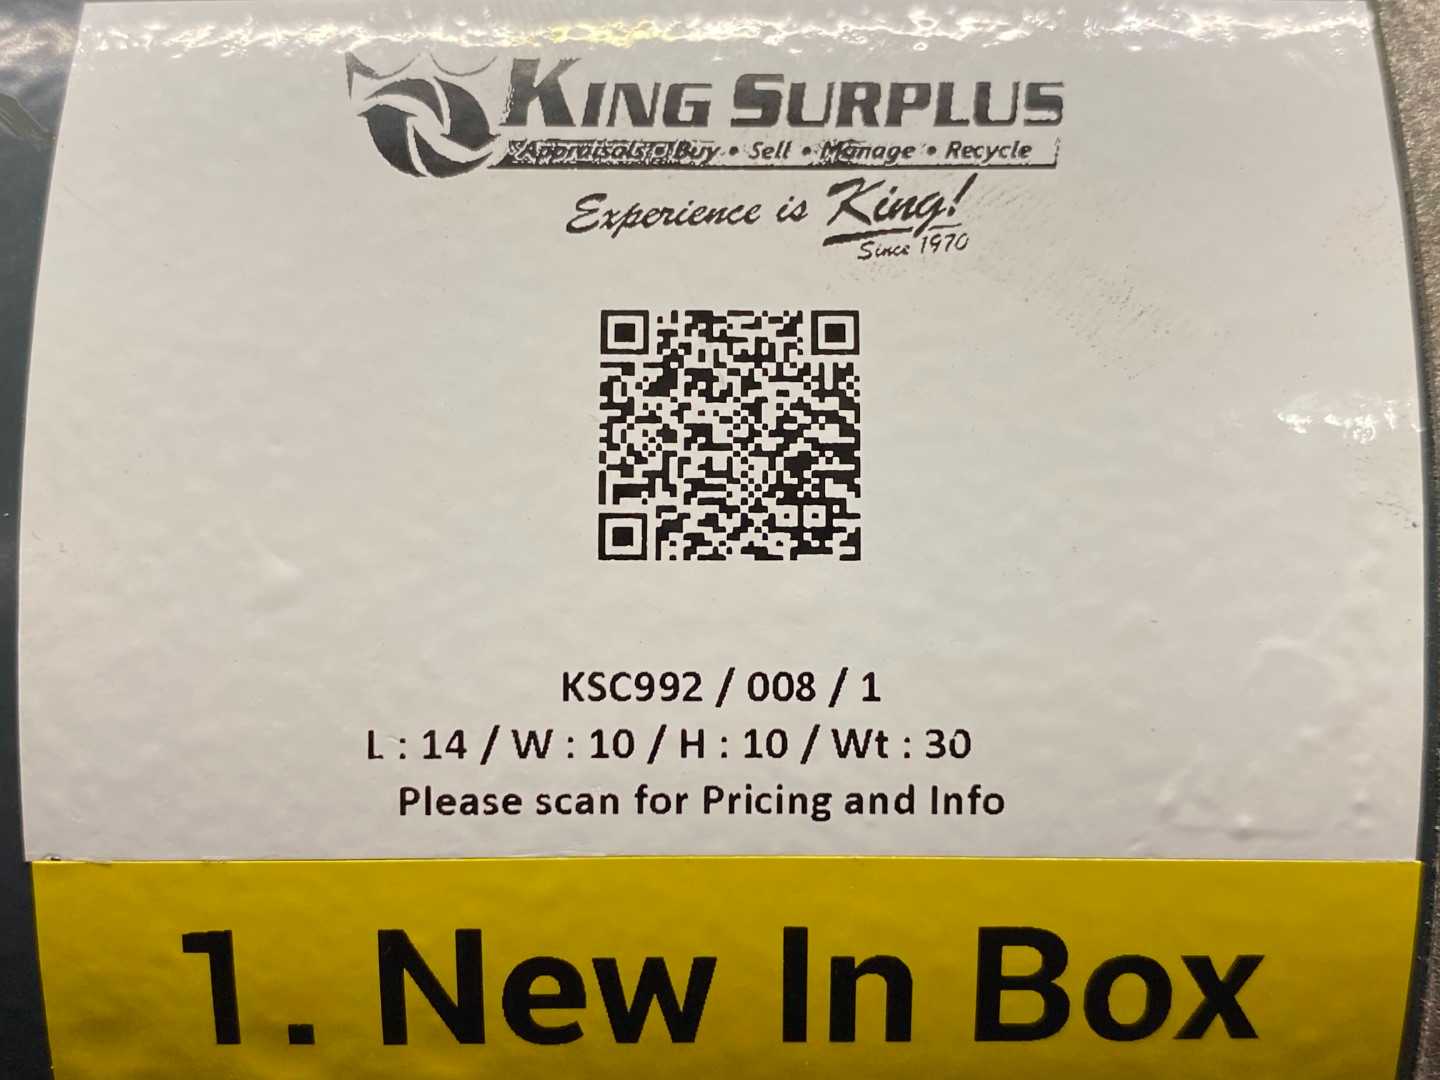 KING SURPLUS
Appraisals • Buy • Sell • Manage • Recycle
Experience is King!
Since 1970
KSC992 / 008 / 1
L : 14 / W : 10 / H : 10 / Wt : 30
Please scan for Pricing and Info
1. New In Box